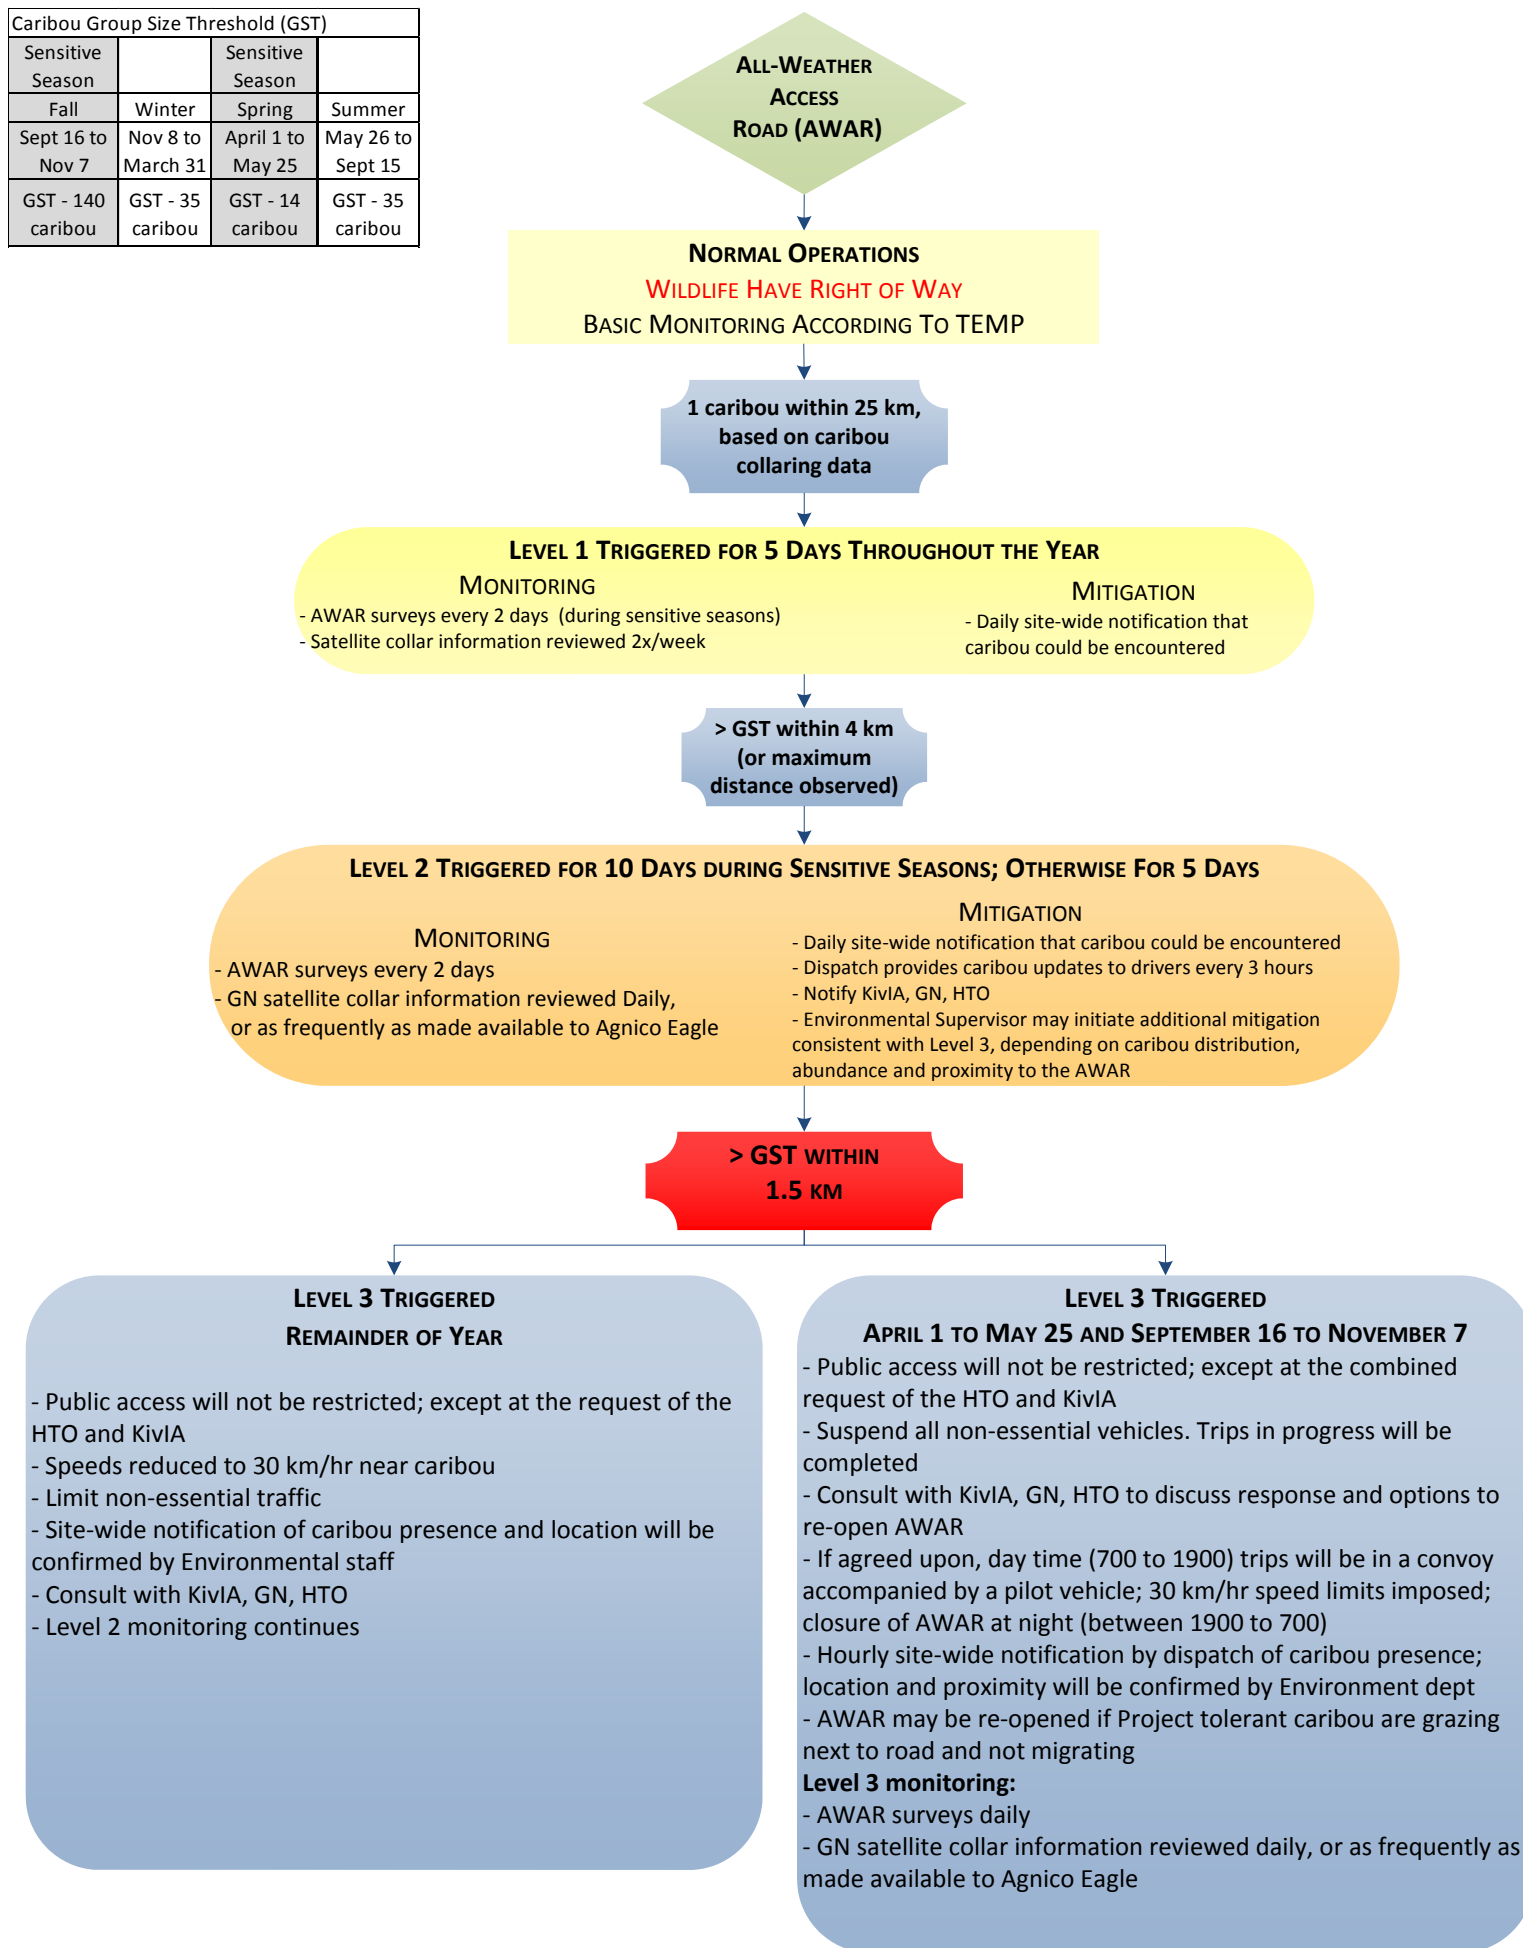 Caribou Group Size Threshold (GST)
Sensitive Season
Sensitive Season
Fall Winter Spring Summer
Sept 16 to Nov 8 to April 1 to May 26 to
Nov 7 March 31 May 25 Sept 15
GST - 140 GST - 35 GST - 14 GST - 35
caribou caribou caribou caribou
ALL-WEATHER
ACCESS
ROAD (AWAR)
NORMAL OPERATIONS
WILDLIFE HAVE RIGHT OF WAY
BASIC MONITORING ACCORDING TO TEMP
1 caribou within 25 km,
based on caribou
collaring data
LEVEL 1 TRIGGERED FOR 5 DAYS THROUGHOUT THE YEAR
MONITORING
- AWAR surveys every 2 days (during sensitive seasons)
- Satellite collar information reviewed 2x/week
MITIGATION
- Daily site-wide notification that
caribou could be encountered
> GST within 4 km
(or maximum
distance observed)
LEVEL 2 TRIGGERED FOR 10 DAYS DURING SENSITIVE SEASONS; OTHERWISE FOR 5 DAYS
MONITORING
- AWAR surveys every 2 days
- GN satellite collar information reviewed Daily,
or as frequently as made available to Agnico Eagle
MITIGATION
- Daily site-wide notification that caribou could be encountered
- Dispatch provides caribou updates to drivers every 3 hours
- Notify KivIA, GN, HTO
- Environmental Supervisor may initiate additional mitigation
consistent with Level 3, depending on caribou distribution,
abundance and proximity to the AWAR
> GST WITHIN
1.5 KM
LEVEL 3 TRIGGERED
REMAINDER OF YEAR
- Public access will not be restricted; except at the request of the
HTO and KivIA
- Speeds reduced to 30 km/hr near caribou
- Limit non-essential traffic
- Site-wide notification of caribou presence and location will be
confirmed by Environmental staff
- Consult with KivIA, GN, HTO
- Level 2 monitoring continues
LEVEL 3 TRIGGERED
APRIL 1 TO MAY 25 AND SEPTEMBER 16 TO NOVEMBER 7
- Public access will not be restricted; except at the combined
request of the HTO and KivIA
- Suspend all non-essential vehicles. Trips in progress will be
completed
- Consult with KivIA, GN, HTO to discuss response and options to
re-open AWAR
- If agreed upon, day time (700 to 1900) trips will be in a convoy
accompanied by a pilot vehicle; 30 km/hr speed limits imposed;
closure of AWAR at night (between 1900 to 700)
- Hourly site-wide notification by dispatch of caribou presence;
location and proximity will be confirmed by Environment dept
- AWAR may be re-opened if Project tolerant caribou are grazing
next to road and not migrating
Level 3 monitoring:
- AWAR surveys daily
- GN satellite collar information reviewed daily, or as frequently as
made available to Agnico Eagle